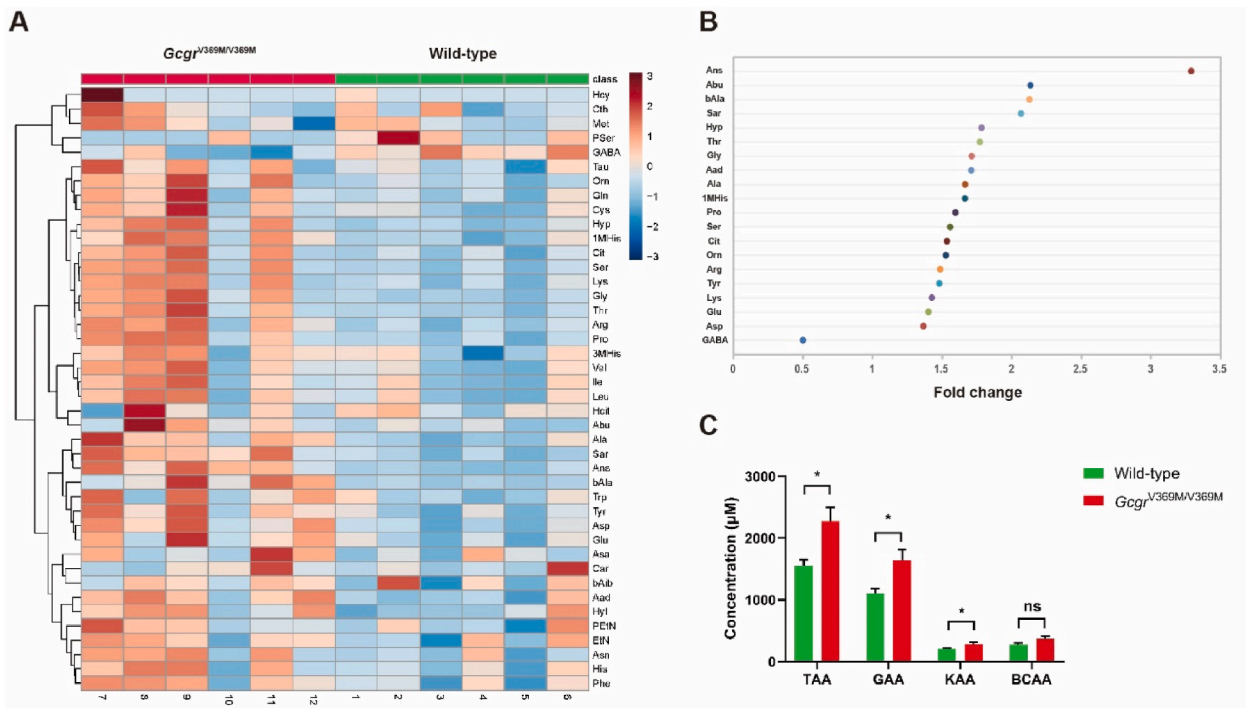 A
Gcgr^V369M/V369M
Wild-type
class
3
2
1
0
−1
−2
−3
Hcy
Cth
Met
PSer
GABA
Tau
Orn
Gln
Cys
Hyp
1MHis
Cit
Ser
Lys
Gly
Thr
Arg
Pro
3MHis
Val
Ile
Leu
Hcit
Abu
Ala
Sar
Ans
bAla
Trp
Tyr
Asp
Glu
Asa
Car
bAib
Aad
Hyl
PEtN
EtN
Asn
His
Phe
7
8
9
10
11
12
1
2
3
4
5
6
B
Ans
Abu
bAla
Sar
Hyp
Thr
Gly
Aad
Ala
1MHis
Pro
Ser
Cit
Orn
Arg
Tyr
Lys
Glu
Asp
GABA
0
0.5
1
1.5
2
2.5
3
3.5
Fold change
C
Concentration (μM)
3000
2000
1000
0
*
*
*
ns
TAA
GAA
KAA
BCAA
Wild-type
Gcgr^V369M/V369M